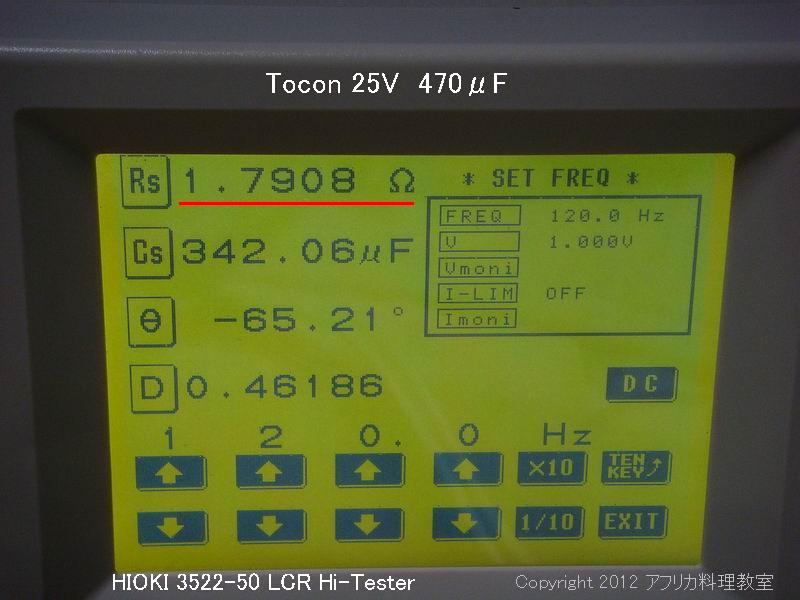 Tocon 25V 470μF
Rs 1.7908 Ω
* SET FREQ *
FREQ 120.0 Hz
V 1.000V
Vmoni
I-LIM OFF
Imoni
Cs 342.06μF
θ -65.21°
D 0.46186
DC
1 2 0. 0 Hz
×10
TEN KEY
1/10
EXIT
HIOKI 3522-50 LCR Hi-Tester
Copyright 2012 アフリカ料理教室